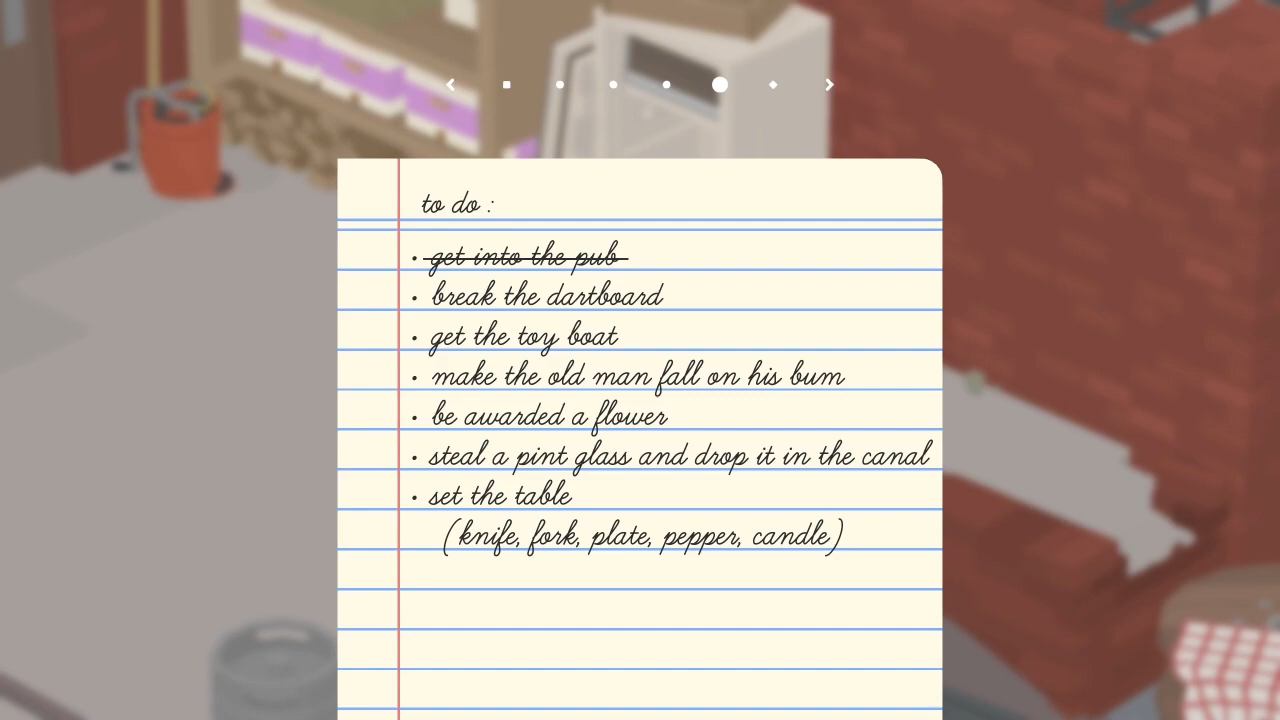 to do :
• get into the pub
• break the dartboard
• get the toy boat
• make the old man fall on his bum
• be awarded a flower
• steal a pint glass and drop it in the canal
• set the table
(knife, fork, plate, pepper, candle)